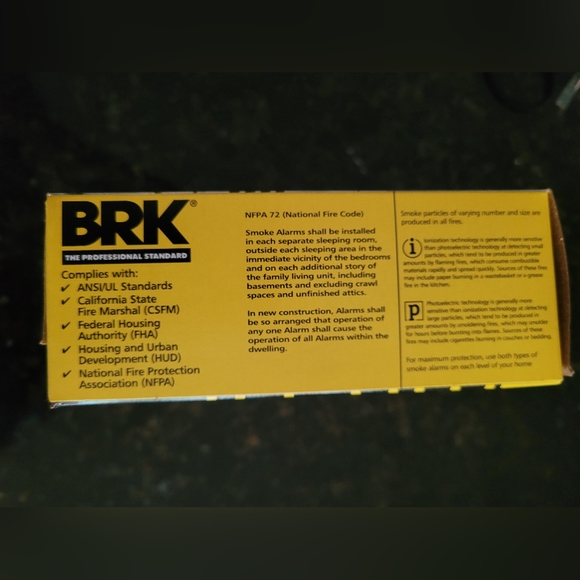 BRK®
THE PROFESSIONAL STANDARD
Complies with:
✔ ANSI/UL Standards
✔ California State
Fire Marshal (CSFM)
✔ Federal Housing
Authority (FHA)
✔ Housing and Urban
Development (HUD)
✔ National Fire Protection
Association (NFPA)
NFPA 72 (National Fire Code)
Smoke Alarms shall be installed
in each separate sleeping room,
outside each sleeping area in the
immediate vicinity of the bedrooms
and on each additional story of
the family living unit, including
basements and excluding crawl
spaces and unfinished attics.
In new construction, Alarms shall
be so arranged that operation of
any one Alarm shall cause the
operation of all Alarms within the
dwelling.
Smoke particles of varying number and size are
produced in all fires.
i
Ionization technology is generally more sensitive
than photoelectric technology at detecting small
particles, which tend to be produced in greater
amounts by flaming fires, which consume combustible
materials rapidly and spread quickly. Sources of these fires
may include paper burning in a wastebasket or a grease
fire in the kitchen.
p
Photoelectric technology is generally more
sensitive than ionization technology at detecting
large particles, which tend to be produced in
greater amounts by smoldering fires, which may smolder
for hours before bursting into flames. Sources of these
fires may include cigarettes burning in couches or bedding.
For maximum protection, use both types of
smoke alarms on each level of your home.